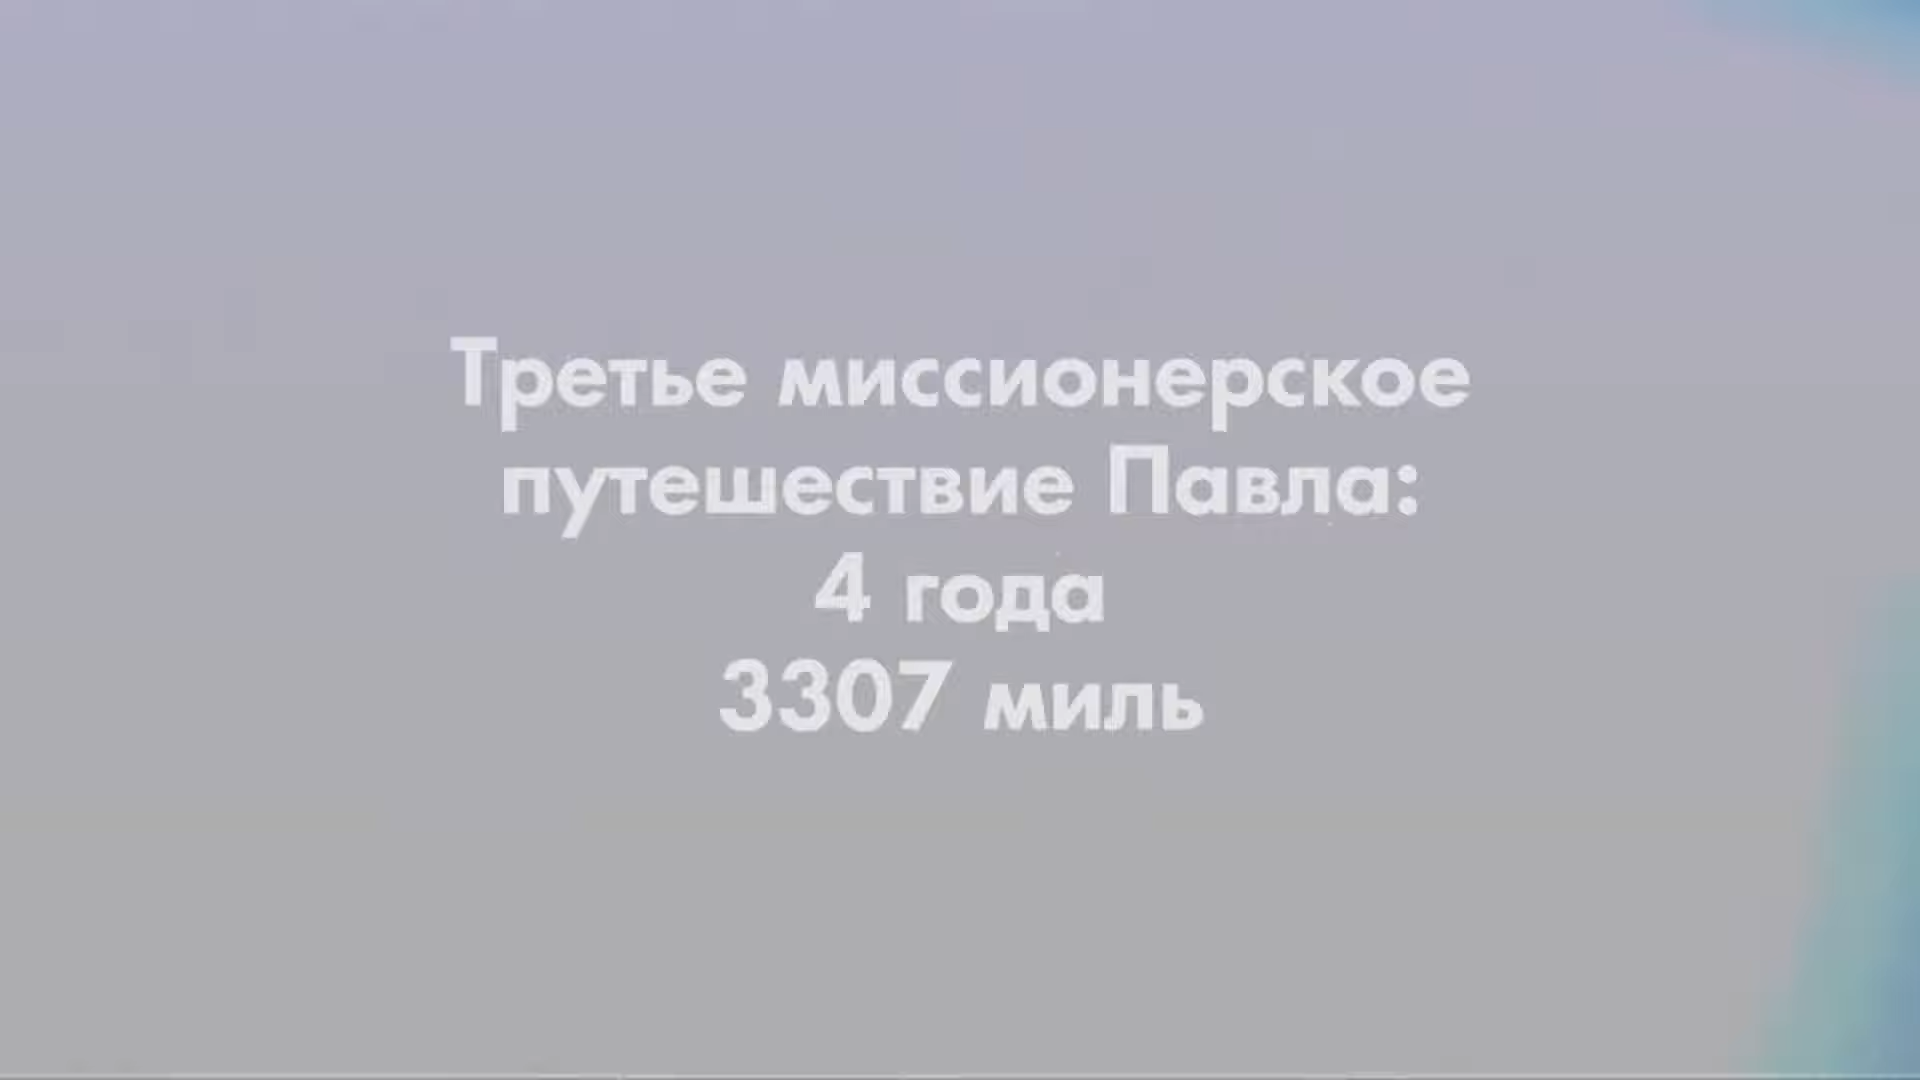 Третье миссионерское
путешествие Павла:
4 года
3307 миль